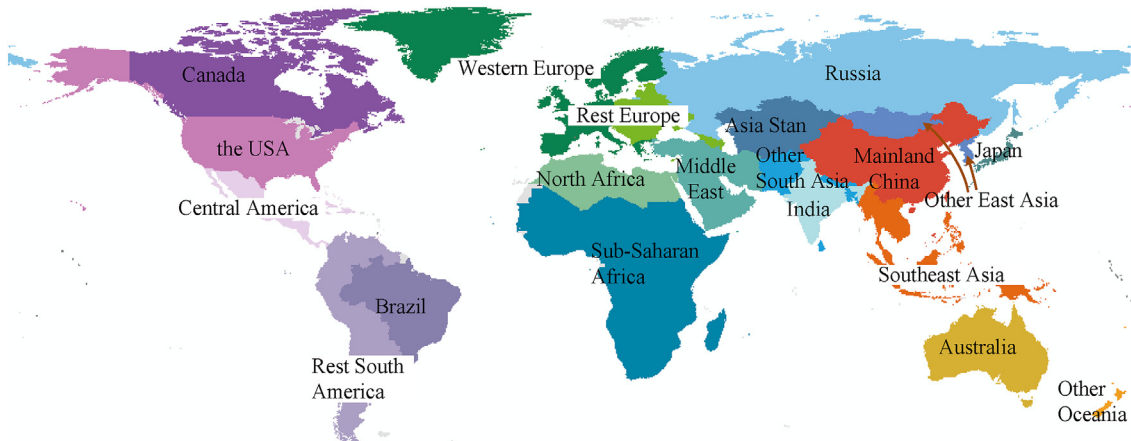 Canada
Western Europe
Russia
Rest Europe
Asia Stan
the USA
Japan
Middle
East
Other
South Asia
Mainland
China
North Africa
Central America
India
Other East Asia
Sub-Saharan
Africa
Southeast Asia
Brazil
Australia
Rest South
America
Other
Oceania